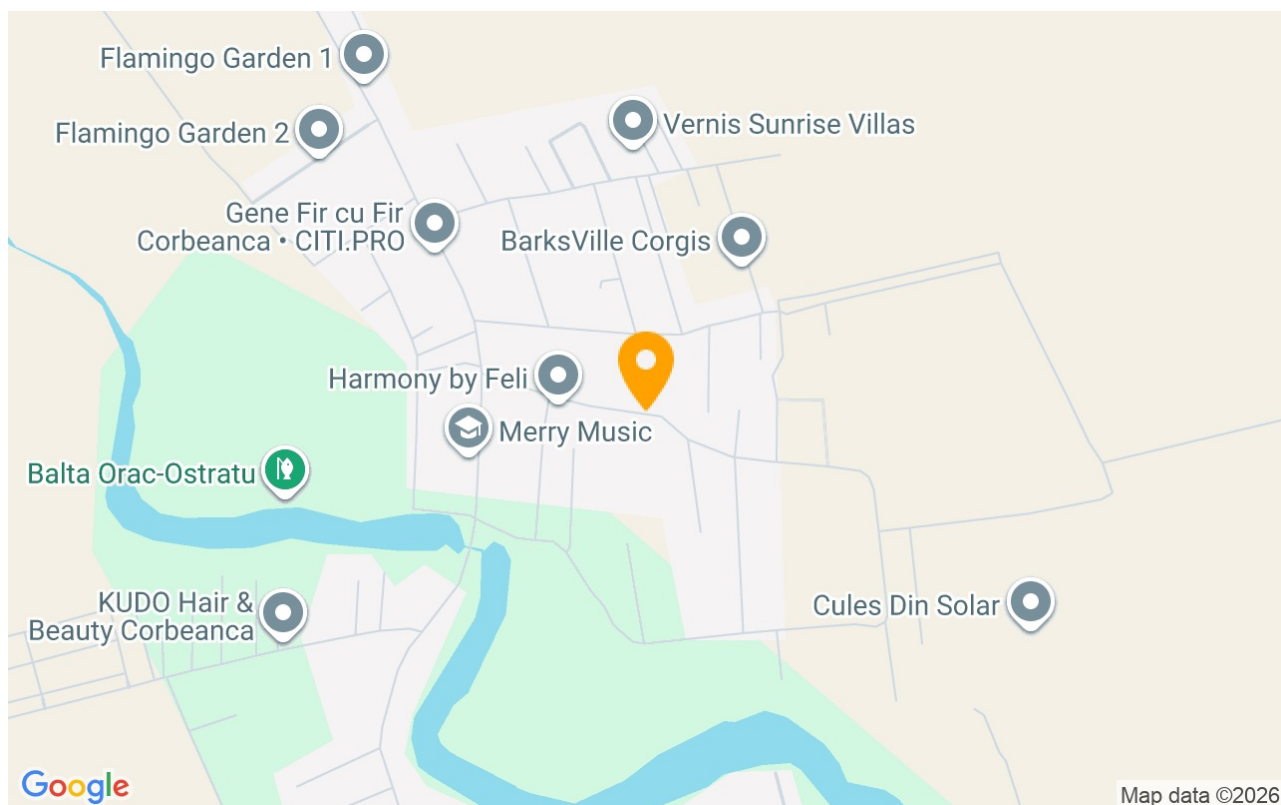 Flamingo Garden 1
Flamingo Garden 2
Vernis Sunrise Villas
Gene Fir cu Fir
Corbeanca • CITI.PRO
BarksVille Corgis
Harmony by Feli
Merry Music
Balta Orac-Ostratu
KUDO Hair &
Beauty Corbeanca
Cules Din Solar
Google
Map data ©2026